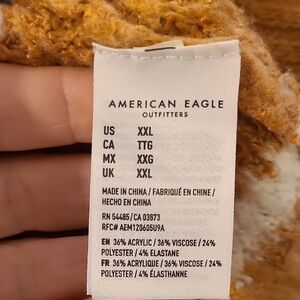 AMERICAN EAGLE
OUTFITTERS
US XXL
CA TTG
MX XXG
UK XXL
MADE IN CHINA / FABRIQUÉ EN CHINE /
HECHO EN CHINA
RN 54485/CA 03873
RFC# AEM120605U9A
EN 36% ACRYLIC / 36% VISCOSE / 24%
POLYESTER / 4% ELASTANE
FR 36% ACRYLIQUE / 36% VISCOSE / 24%
POLYESTER / 4% ÉLASTHANNE